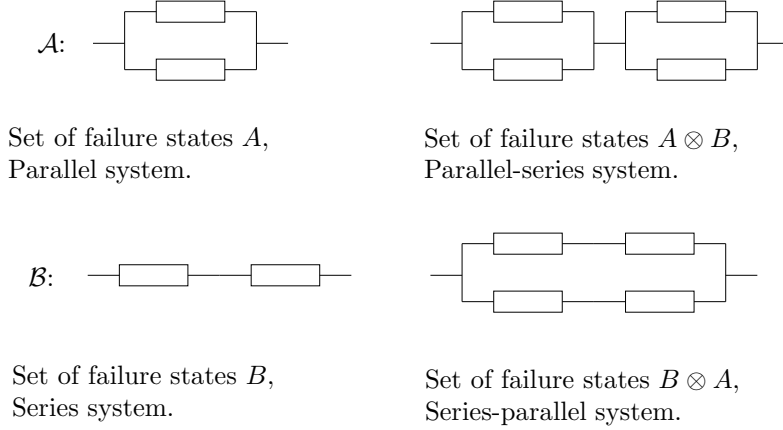 𝒜:
Set of failure states A,
Parallel system.
Set of failure states A ⊗ B,
Parallel-series system.
ℬ:
Set of failure states B,
Series system.
Set of failure states B ⊗ A,
Series-parallel system.